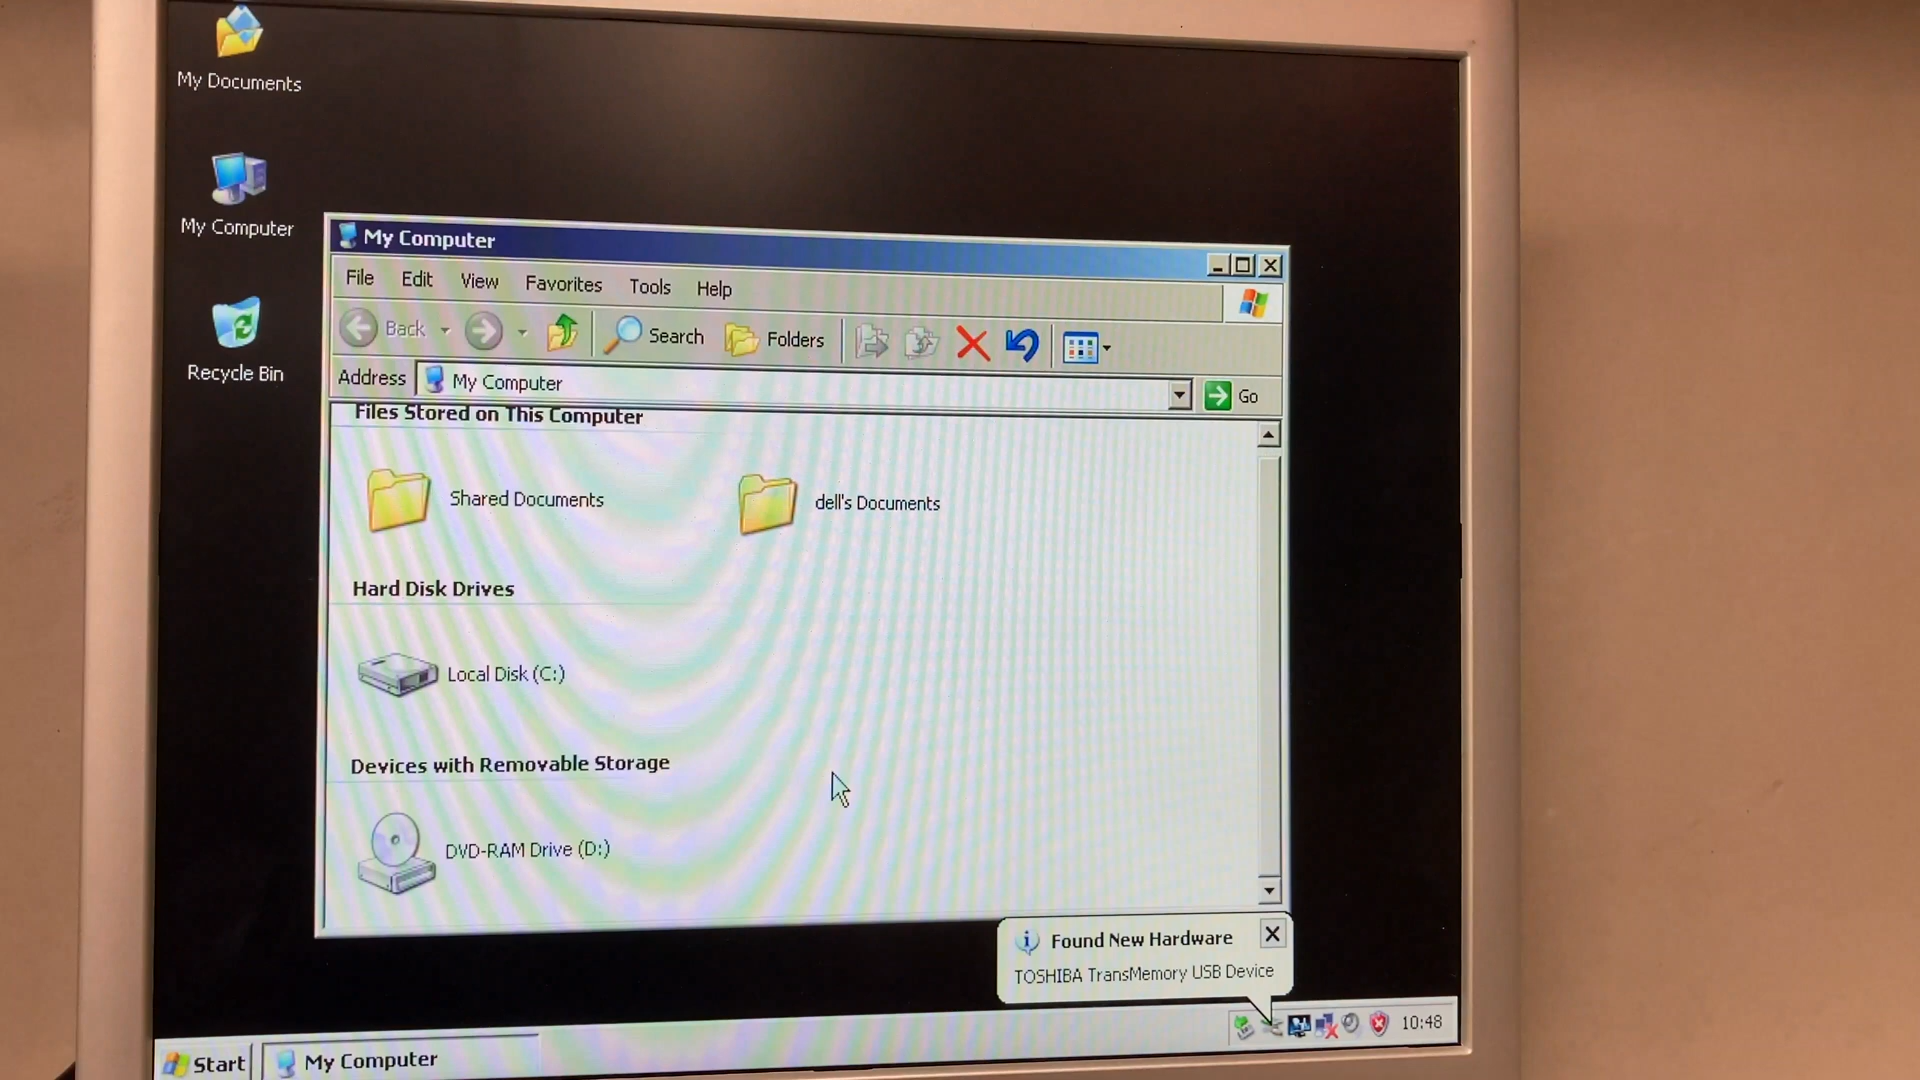 My Documents
My Computer
Recycle Bin
My Computer
File Edit View Favorites Tools Help
Back Search Folders
Address My Computer Go
Files Stored on This Computer
Shared Documents dell's Documents
Hard Disk Drives
Local Disk (C:)
Devices with Removable Storage
DVD-RAM Drive (D:)
Found New Hardware
TOSHIBA TransMemory USB Device
Start My Computer 10:48